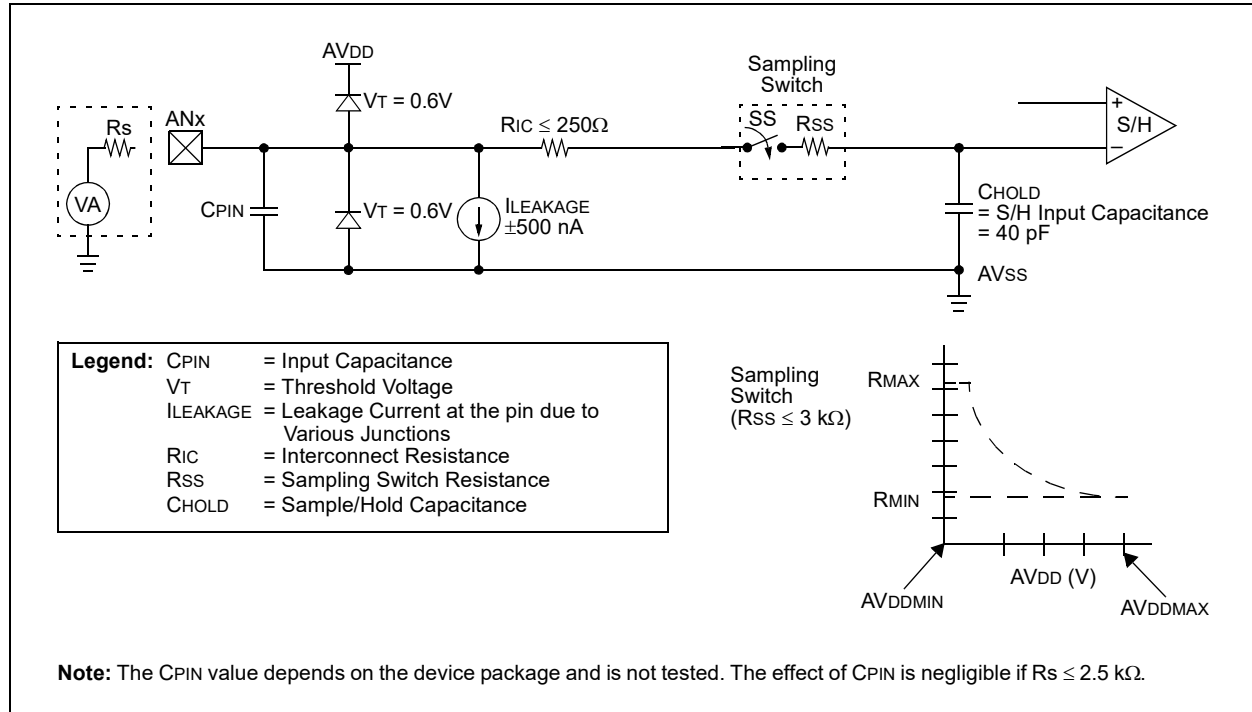 AVDD
Sampling
Switch
VT = 0.6V
ANx
Rs
RIC ≤ 250Ω
SS
RSS
+
S/H
–
VA
CPIN
VT = 0.6V
ILEAKAGE
±500 nA
CHOLD
= S/H Input Capacitance
= 40 pF
AVSS
Legend: CPIN = Input Capacitance
VT = Threshold Voltage
ILEAKAGE = Leakage Current at the pin due to
Various Junctions
RIC = Interconnect Resistance
RSS = Sampling Switch Resistance
CHOLD = Sample/Hold Capacitance
Sampling
Switch
(RSS ≤ 3 kΩ)
RMAX
RMIN
AVDD (V)
AVDDMIN
AVDDMAX
Note: The CPIN value depends on the device package and is not tested. The effect of CPIN is negligible if Rs ≤ 2.5 kΩ.